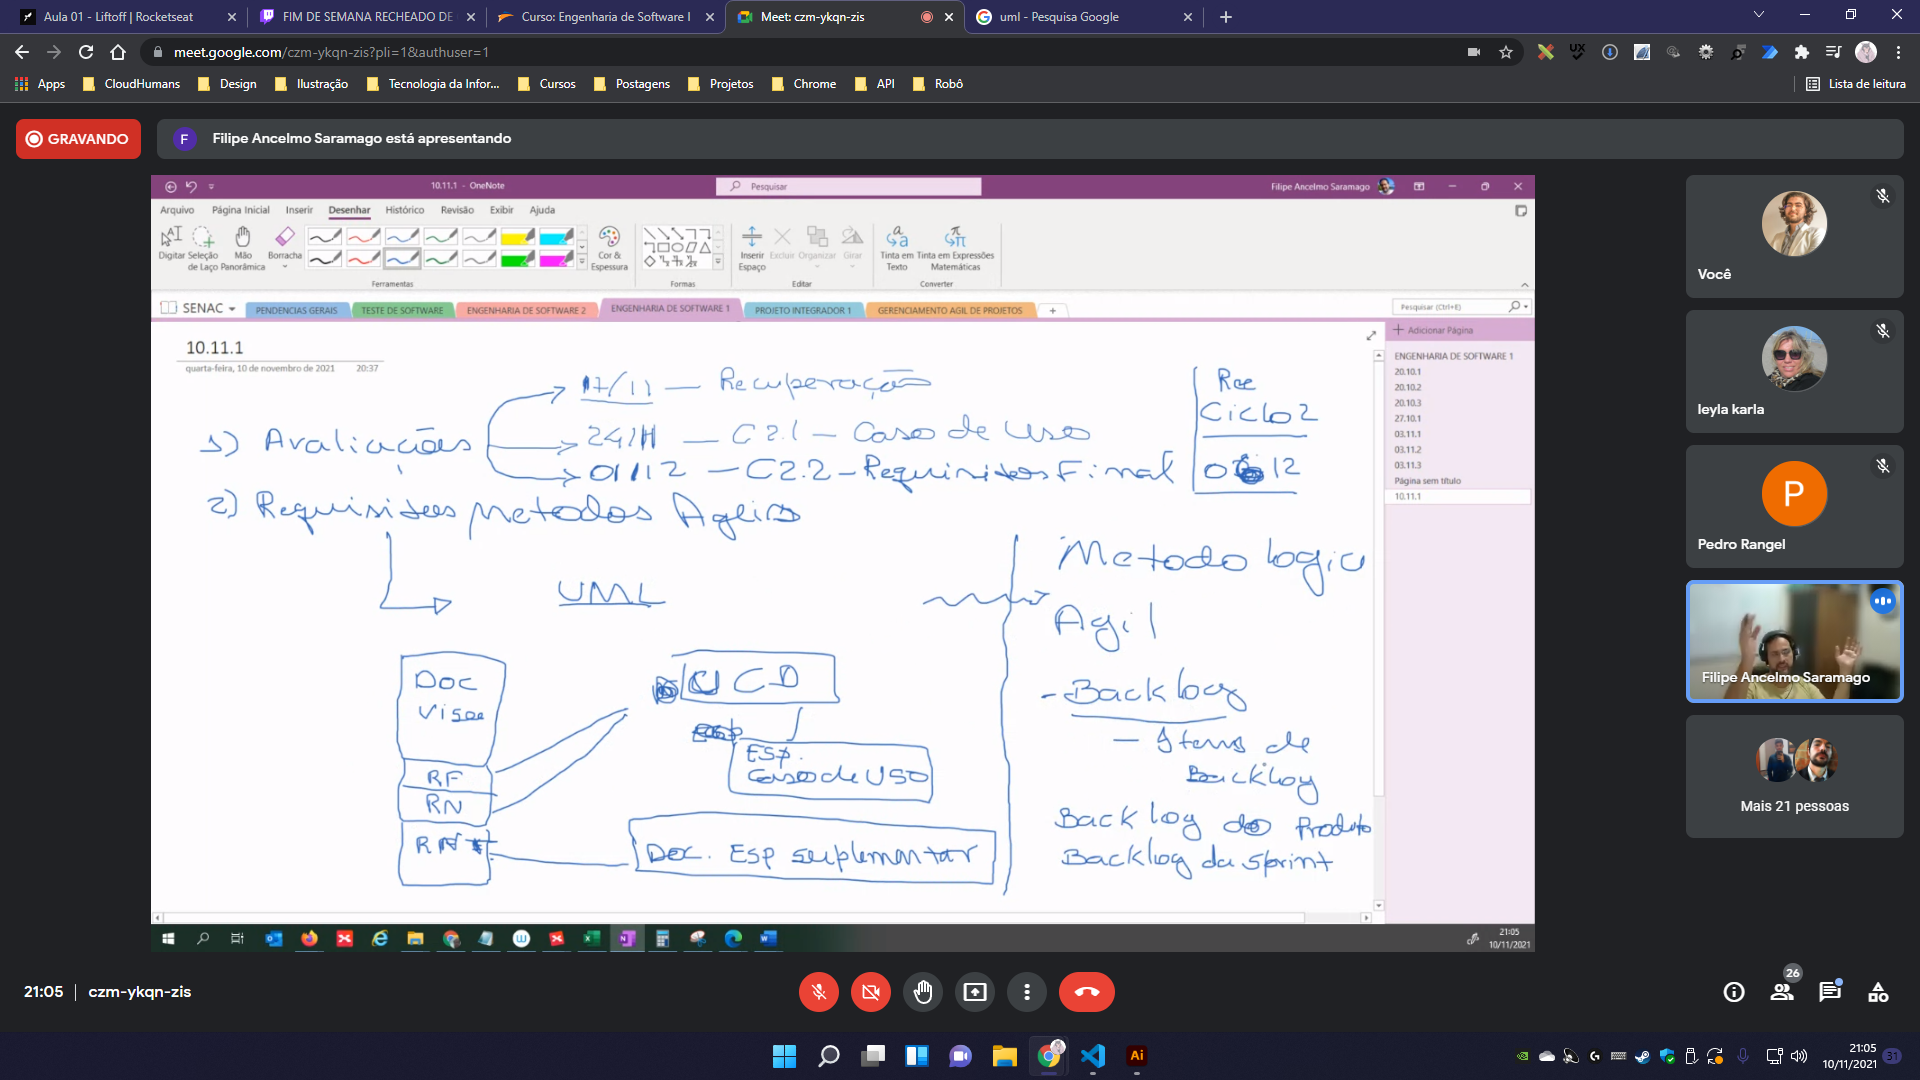 Aula 01 - Liftoff | Rocketseat
FIM DE SEMANA RECHEADO DE
Curso: Engenharia de Software I
Meet: czm-ykqn-zis
uml - Pesquisa Google
meet.google.com/czm-ykqn-zis?pli=1&authuser=1
Apps CloudHumans Design Ilustração Tecnologia da Infor... Cursos Postagens Projetos Chrome API Robô Lista de leitura
GRAVANDO
F Filipe Ancelmo Saramago está apresentando
10.11.1 - OneNote
Pesquisar
Filipe Ancelmo Saramago
Arquivo Página Inicial Inserir Desenhar Histórico Revisão Exibir Ajuda
Digitar Seleção de Laço Mão Panorâmica Borracha Cor & Espessura Inserir Espaço Excluir Organizar Girar Tinta em Texto Tinta em Expressões Matemáticas
Ferramentas Formas Editar Converter
SENAC PENDENCIAS GERAIS TESTE DE SOFTWARE ENGENHARIA DE SOFTWARE 2 ENGENHARIA DE SOFTWARE 1 PROJETO INTEGRADOR 1 GERENCIAMENTO AGIL DE PROJETOS + Pesquisar (Ctrl+E)
Adicionar Página
ENGENHARIA DE SOFTWARE 1
20.10.1
20.10.2
20.10.3
27.10.1
03.11.1
03.11.2
03.11.3
Página sem título
10.11.1
10.11.1
quarta-feira, 10 de novembro de 2021 20:37
17/11 — Recuperação
1) Avaliações
24/11 — C2.1 — Caso de Uso
01/12 — C2.2 — Requisitos Final
Rec
Ciclo 2
12
2) Requisitos metodos Ageis
UML
Metodologia
Agil
Doc
Visao
RF
RN
CD
Esp.
Caso de USO
Doc. Esp suplementar
- Backlog
— Itens de
Backlog
Backlog do Produto
Backlog da sprint
21:05
10/11/2021
Você
leyla karla
P
Pedro Rangel
Filipe Ancelmo Saramago
Mais 21 pessoas
21:05 | czm-ykqn-zis
26
Ai
21:05
10/11/2021
31